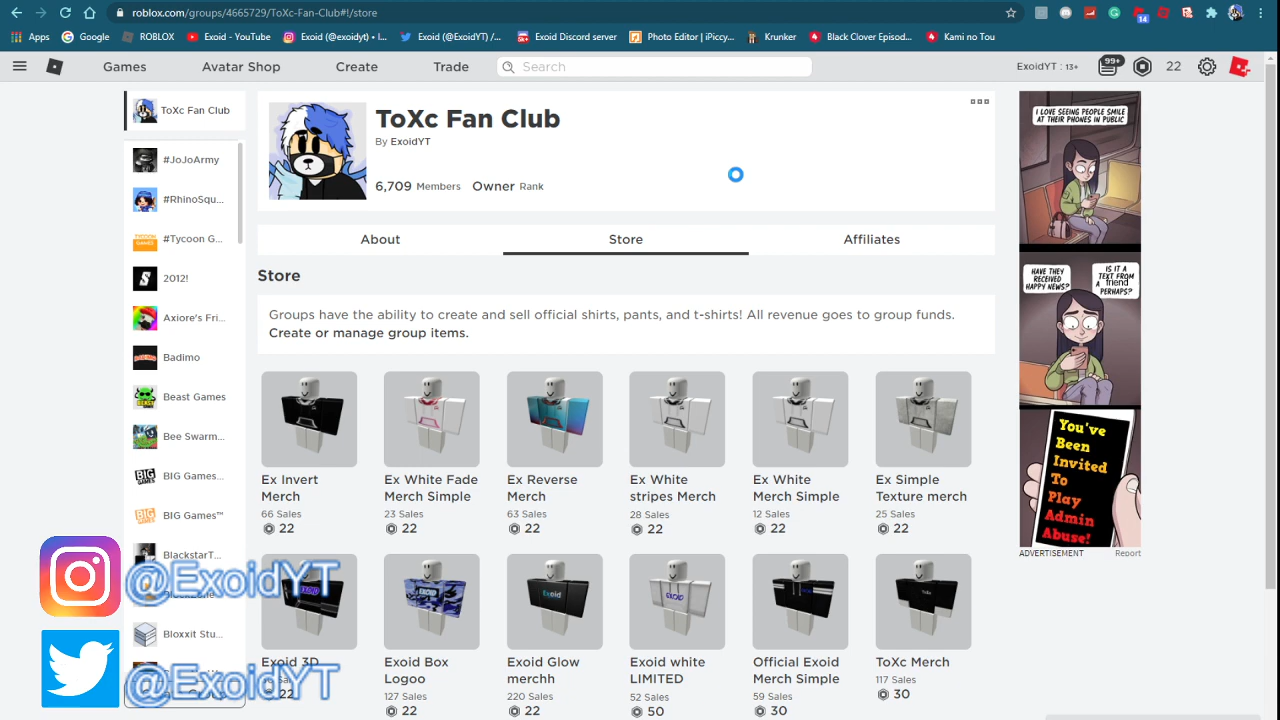 roblox.com/groups/4665729/ToXc-Fan-Club#!/store
14
Apps Google ROBLOX Exoid - YouTube Exoid (@exoidyt) • I... Exoid (@ExoidYT) /... Exoid Discord server Photo Editor | iPiccy... Krunker Black Clover Episod... Kami no Tou
Games Avatar Shop Create Trade Search ExoidYT : 13+ 99+ 22
ToXc Fan Club
#JoJoArmy
#RhinoSqu...
#Tycoon G...
2012!
Axiore's Fri...
Badimo
Beast Games
Bee Swarm...
BIG Games...
BIG Games™
BlackstarT...
Bloxxit Stu...
ToXc Fan Club
By ExoidYT
6,709 Members Owner Rank
About Store Affiliates
Store
Groups have the ability to create and sell official shirts, pants, and t-shirts! All revenue goes to group funds.
Create or manage group items.
Ex Invert
Merch
66 Sales
22
Ex White Fade
Merch Simple
23 Sales
22
Ex Reverse
Merch
63 Sales
22
Ex White
stripes Merch
28 Sales
22
Ex White
Merch Simple
12 Sales
22
Ex Simple
Texture merch
25 Sales
22
Exoid 3D
Sales
22
Exoid Box
Logoo
127 Sales
22
Exoid Glow
merchh
220 Sales
22
Exoid white
LIMITED
52 Sales
50
Official Exoid
Merch Simple
59 Sales
30
ToXc Merch
117 Sales
30
I LOVE SEEING PEOPLE SMILE
AT THEIR PHONES IN PUBLIC
HAVE THEY
RECEIVED
HAPPY NEWS?
IS IT A
TEXT FROM
A friend
PERHAPS?
You've
Been
Invited
To
Play
Admin
Abuse!
ADVERTISEMENT Report
@ExoidYT
@ExoidYT